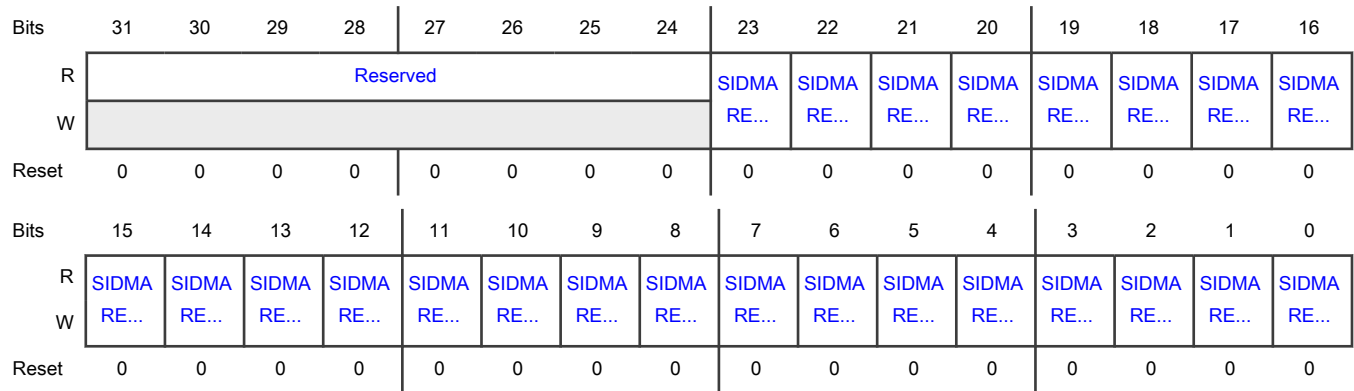 Bits 31 30 29 28 27 26 25 24 23 22 21 20 19 18 17 16
R Reserved SIDMA SIDMA SIDMA SIDMA SIDMA SIDMA SIDMA SIDMA
W RE... RE... RE... RE... RE... RE... RE... RE...
Reset 0 0 0 0 0 0 0 0 0 0 0 0 0 0 0 0
Bits 15 14 13 12 11 10 9 8 7 6 5 4 3 2 1 0
R SIDMA SIDMA SIDMA SIDMA SIDMA SIDMA SIDMA SIDMA SIDMA SIDMA SIDMA SIDMA SIDMA SIDMA SIDMA SIDMA
W RE... RE... RE... RE... RE... RE... RE... RE... RE... RE... RE... RE... RE... RE... RE... RE...
Reset 0 0 0 0 0 0 0 0 0 0 0 0 0 0 0 0